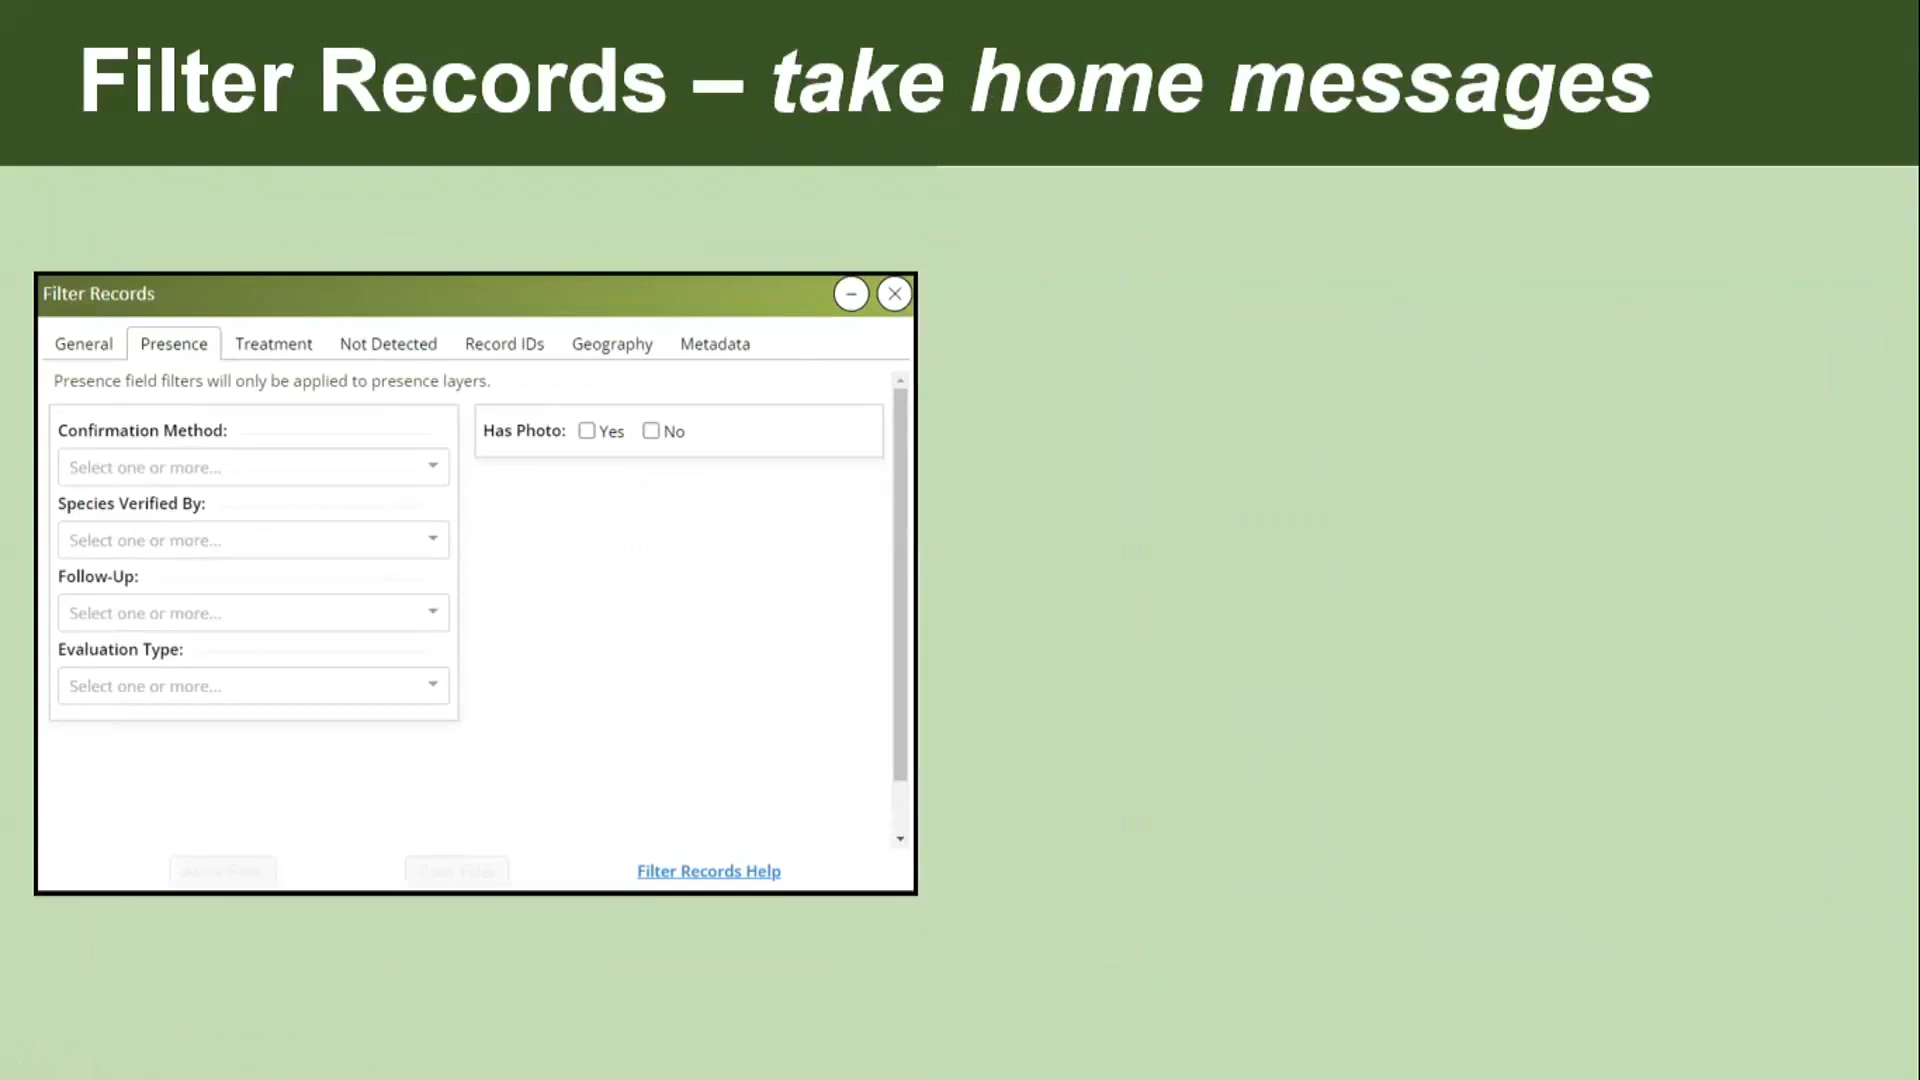 Filter Records – take home messages
Filter Records
General Presence Treatment Not Detected Record IDs Geography Metadata
Presence field filters will only be applied to presence layers.
Confirmation Method:
Select one or more...
Species Verified By:
Select one or more...
Follow-Up:
Select one or more...
Evaluation Type:
Select one or more...
Has Photo: Yes No
Filter Records Help